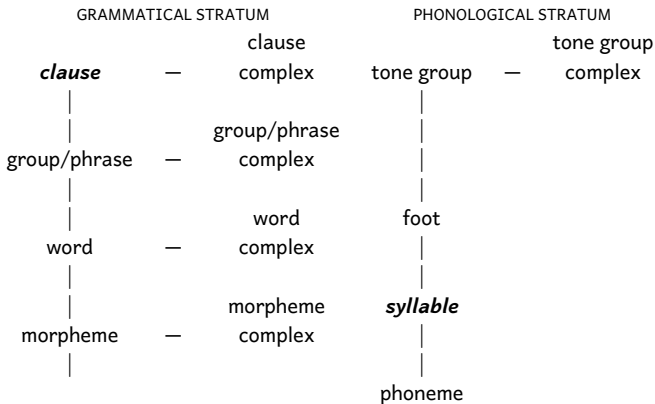 GRAMMATICAL STRATUM PHONOLOGICAL STRATUM
clause tone group
clause — complex tone group — complex
group/phrase
group/phrase — complex
word foot
word — complex
morpheme syllable
morpheme — complex
phoneme